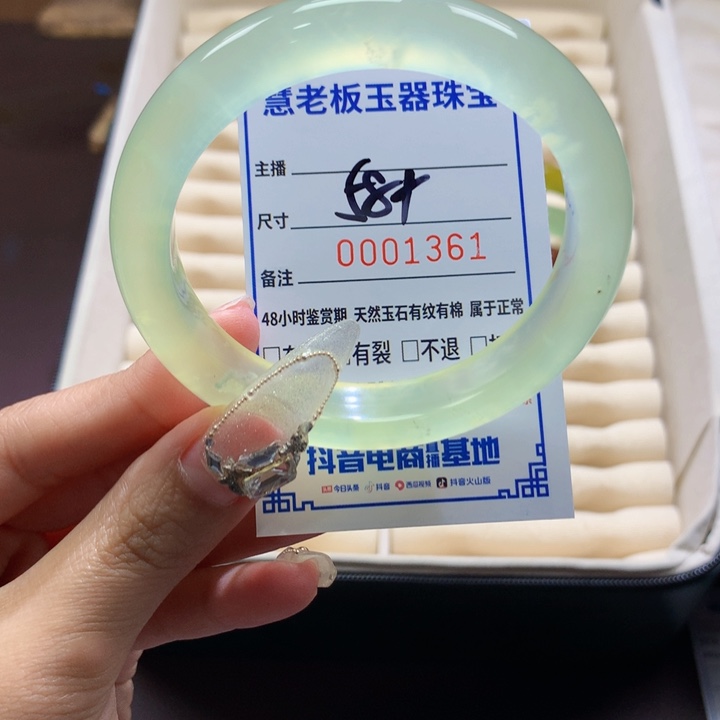 慧老板玉器珠宝
主播
尺寸 58+
0001361
备注
48小时鉴赏期 天然玉石有纹有棉 属于正常
有裂 □不退
抖音电商直播基地
今日头条 抖音 西瓜视频 抖音火山版